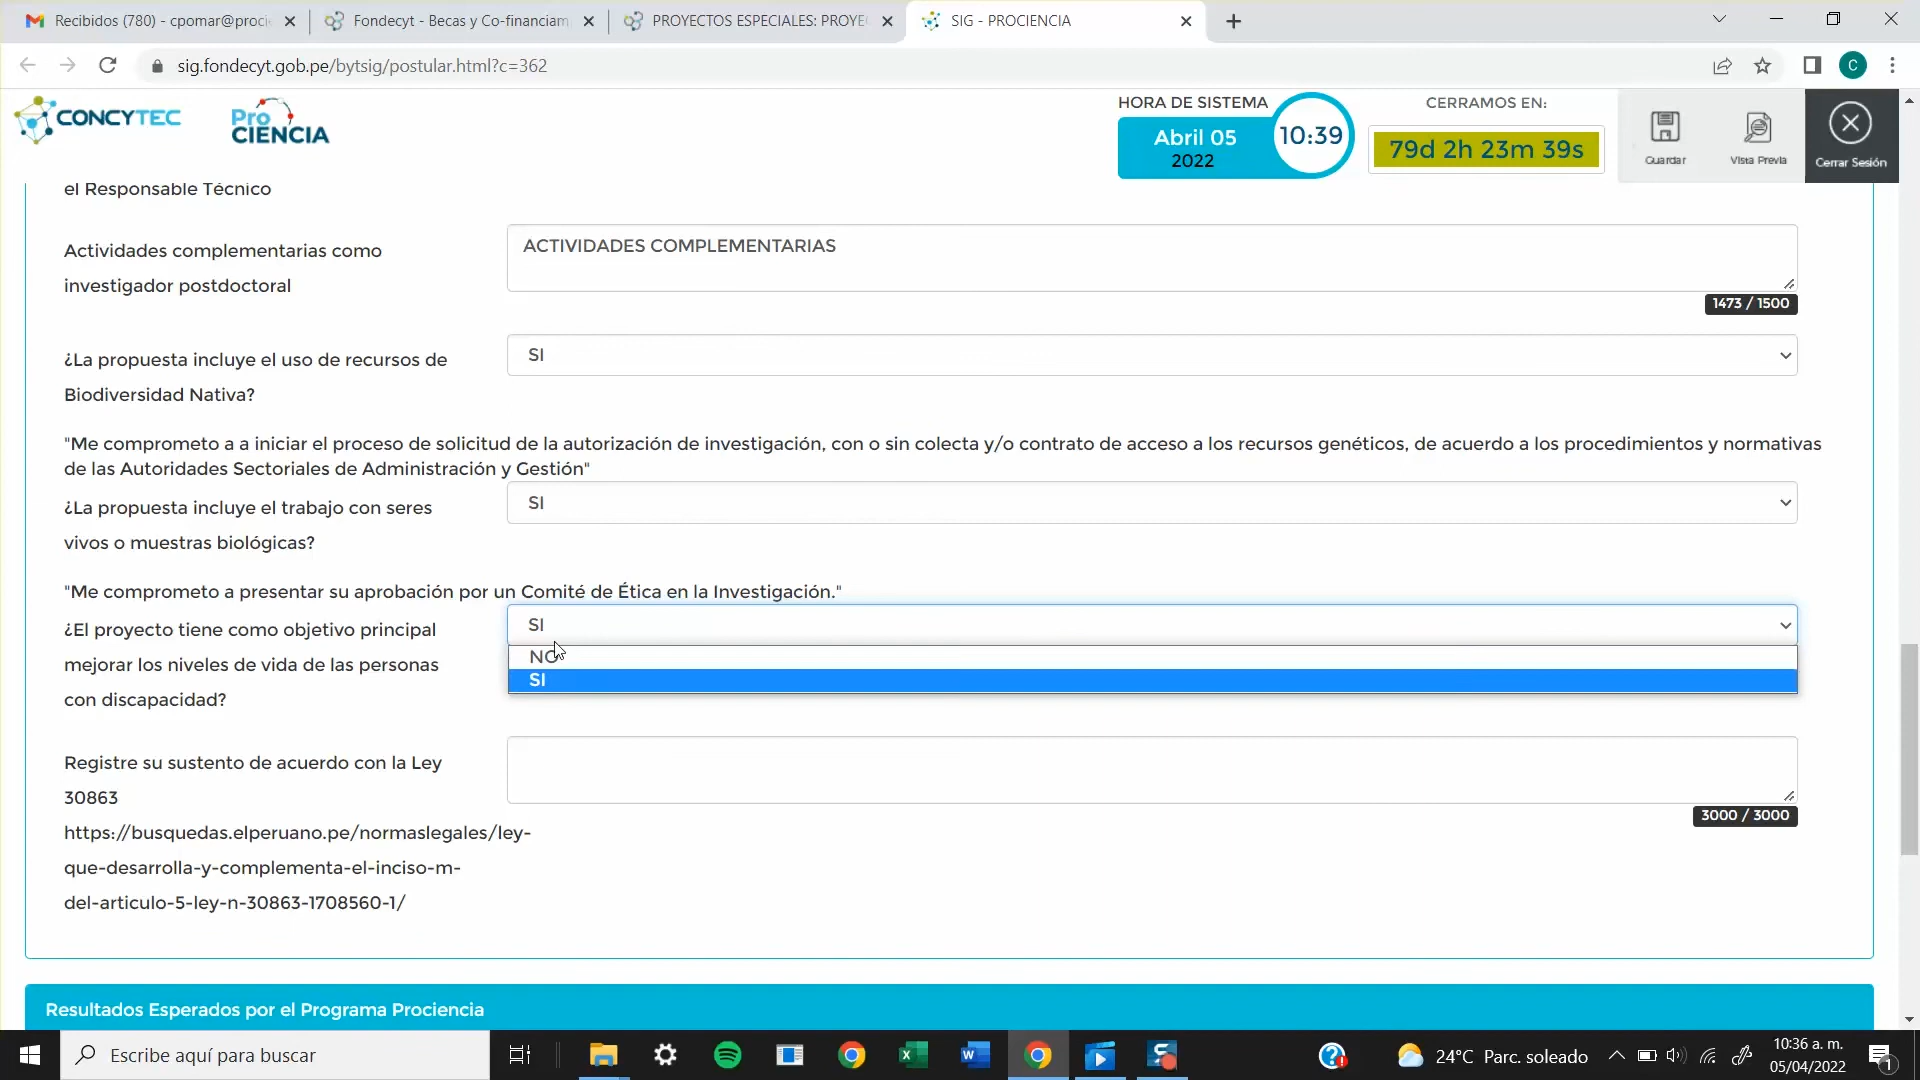 Recibidos (780) - cpomar@proci
Fondecyt - Becas y Co-financiam
PROYECTOS ESPECIALES: PROYE
SIG - PROCIENCIA
sig.fondecyt.gob.pe/bytsig/postular.html?c=362
C
CONCYTEC
Pro
CIENCIA
HORA DE SISTEMA
Abril 05
2022
10:39
CERRAMOS EN:
79d 2h 23m 39s
Guardar
Vista Previa
Cerrar Sesión
el Responsable Técnico
Actividades complementarias como
investigador postdoctoral
ACTIVIDADES COMPLEMENTARIAS
1473 / 1500
¿La propuesta incluye el uso de recursos de
Biodiversidad Nativa?
SI
"Me comprometo a a iniciar el proceso de solicitud de la autorización de investigación, con o sin colecta y/o contrato de acceso a los recursos genéticos, de acuerdo a los procedimientos y normativas
de las Autoridades Sectoriales de Administración y Gestión"
¿La propuesta incluye el trabajo con seres
vivos o muestras biológicas?
SI
"Me comprometo a presentar su aprobación por un Comité de Ética en la Investigación."
¿El proyecto tiene como objetivo principal
mejorar los niveles de vida de las personas
con discapacidad?
SI
NO
SI
Registre su sustento de acuerdo con la Ley
30863
https://busquedas.elperuano.pe/normaslegales/ley-
que-desarrolla-y-complementa-el-inciso-m-
del-articulo-5-ley-n-30863-1708560-1/
3000 / 3000
Resultados Esperados por el Programa Prociencia
Escribe aquí para buscar
24°C Parc. soleado
10:36 a. m.
05/04/2022
1